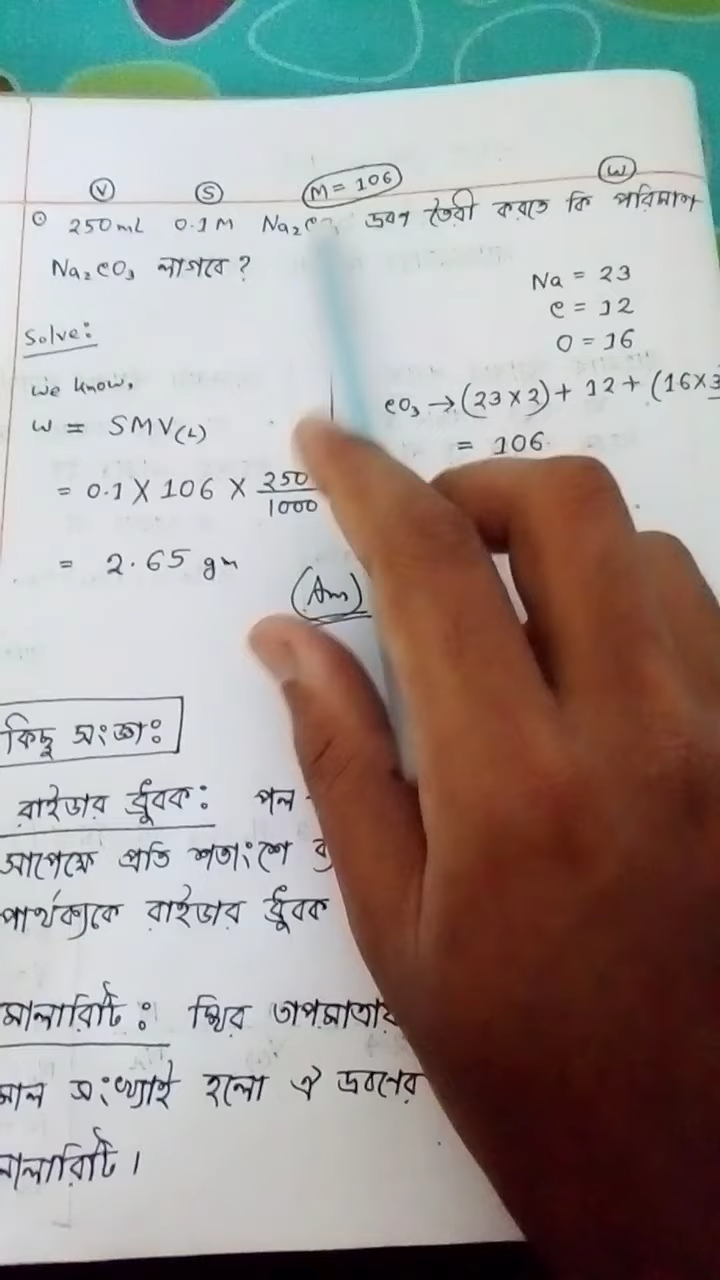 V S M = 106 W
250mL 0.1M দ্রবণ তৈরী করতে কি পরিমাণ
Na₂CO₃ লাগবে ?
Na = 23
C = 12
O = 16
Solve:
We know,
W = SMV(L)
= 0.1 × 106 × 250/1000
= 2.65 gm
CO₃ → (23×2) + 12 + (16×3
= 106
(Ans)
কিছু সংজ্ঞাঃ
রাইডার ধ্রুবক : পল
সাপেক্ষে প্রতি শতাংশে
পার্থক্যকে রাইডার ধ্রুবক
মোলারিটি : স্থির তাপমাত্রায়
মোল সংখ্যাই হলো ঐ দ্রবণের
মোলারিটি ।